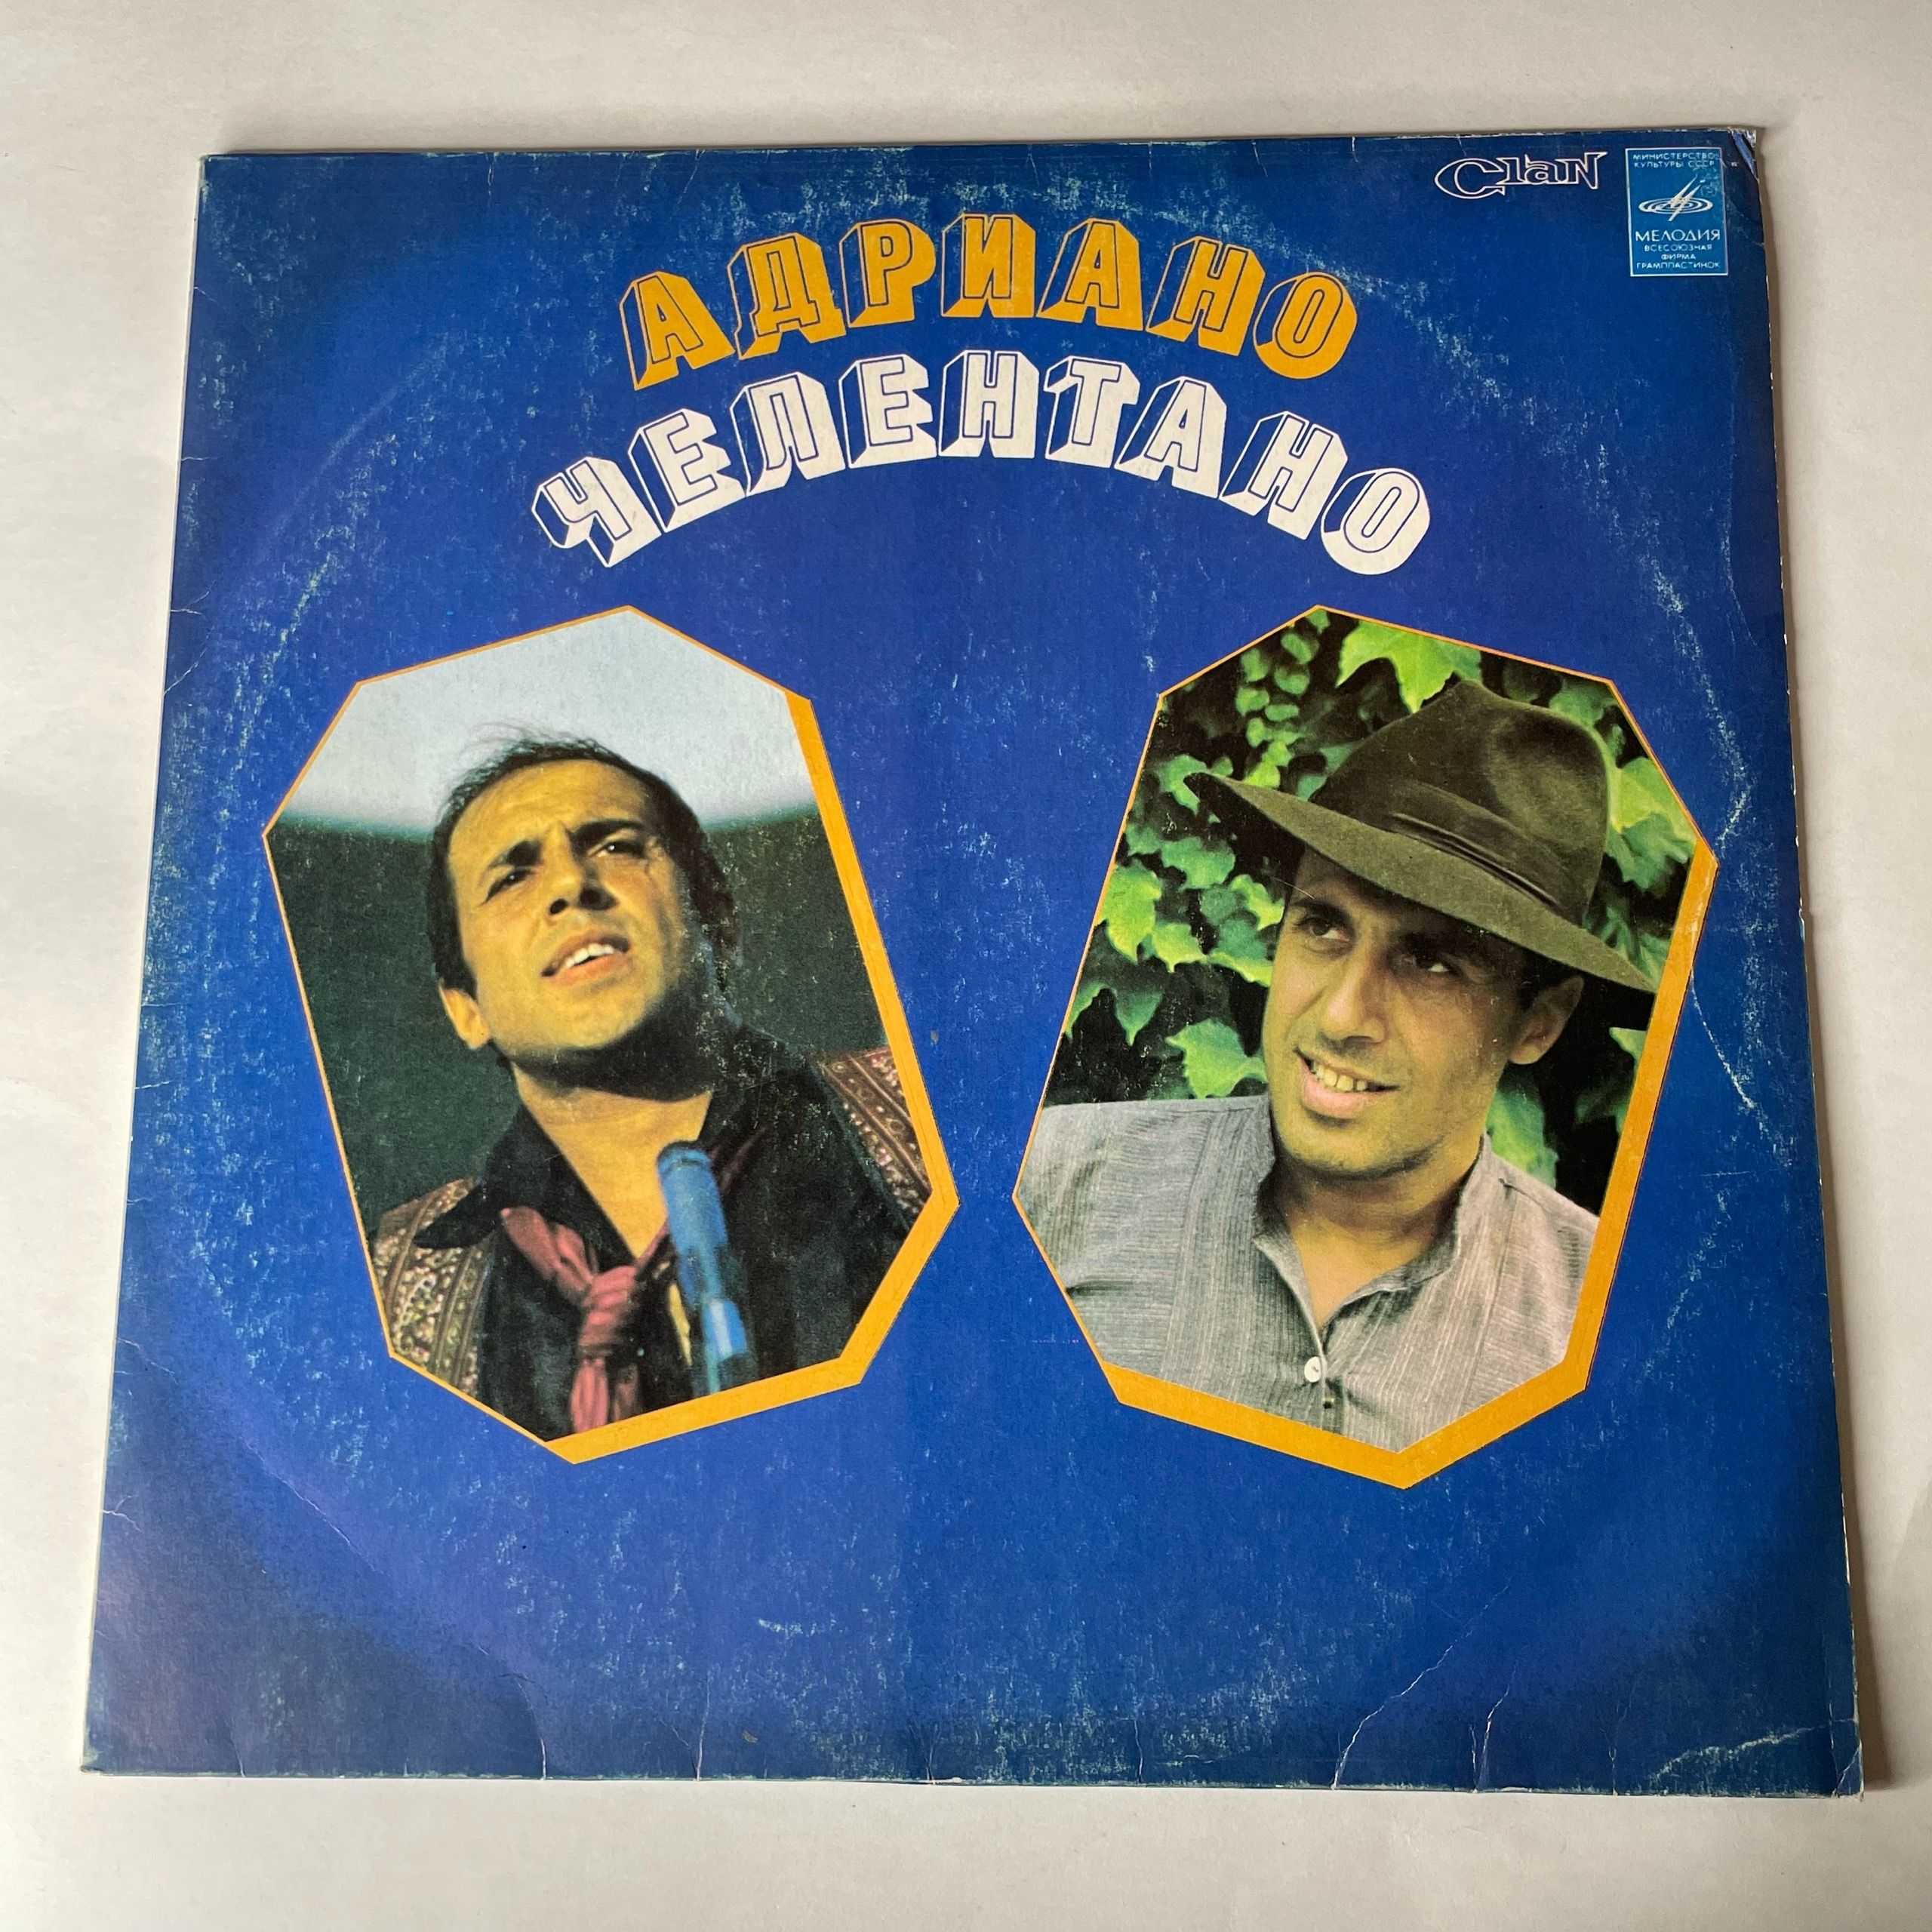 Clan
МИНИСТЕРСТВО
КУЛЬТУРЫ СССР
МЕЛОДИЯ
ВСЕСОЮЗНАЯ
ФИРМА
ГРАМПЛАСТИНОК
АДРИАНО
ЧЕЛЕНТАНО